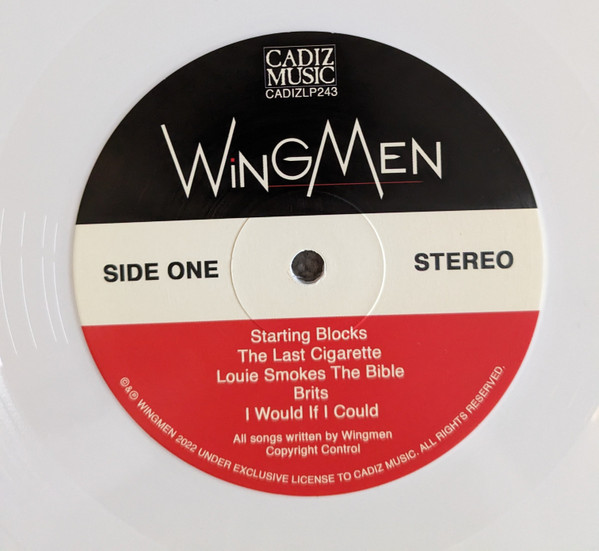 CADIZ
MUSIC
CADIZLP243
WiNGMEN
SIDE ONE
STEREO
Starting Blocks
The Last Cigarette
Louie Smokes The Bible
Brits
I Would If I Could
All songs written by Wingmen
Copyright Control
©&℗ WINGMEN 2022 UNDER EXCLUSIVE LICENSE TO CADIZ MUSIC. ALL RIGHTS RESERVED.